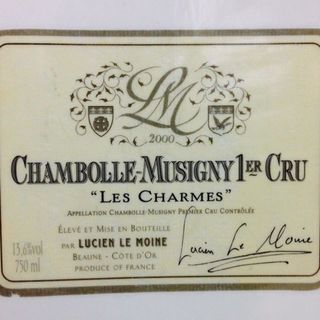 LM
2000
CHAMBOLLE-MUSIGNY 1ER CRU
"LES CHARMES"
APPELLATION CHAMBOLLE-MUSIGNY PREMIER CRU CONTRÔLÉE
ÉLEVÉ ET MISE EN BOUTEILLE
13,6%vol PAR LUCIEN LE MOINE Lucien Le Moine
750 ml BEAUNE - CÔTE D'OR
PRODUCE OF FRANCE